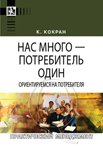 К. КОКРАН
НАС МНОГО —
ПОТРЕБИТЕЛЬ
ОДИН
ОРИЕНТИРУЕМСЯ НА ПОТРЕБИТЕЛЯ
ПРАКТИЧЕСКИЙ МЕНЕДЖМЕНТ